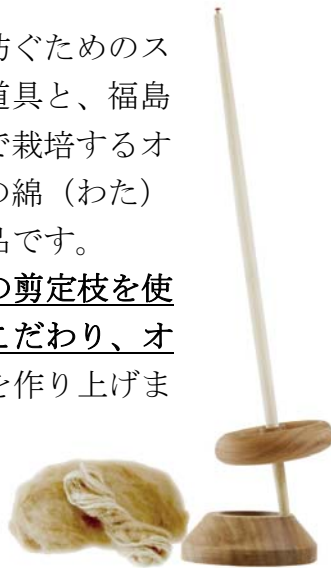 紡ぐためのス
道具と、福島
で栽培するオ
の綿（わた）
品です。
の剪定枝を使
こだわり、オ
を作り上げま